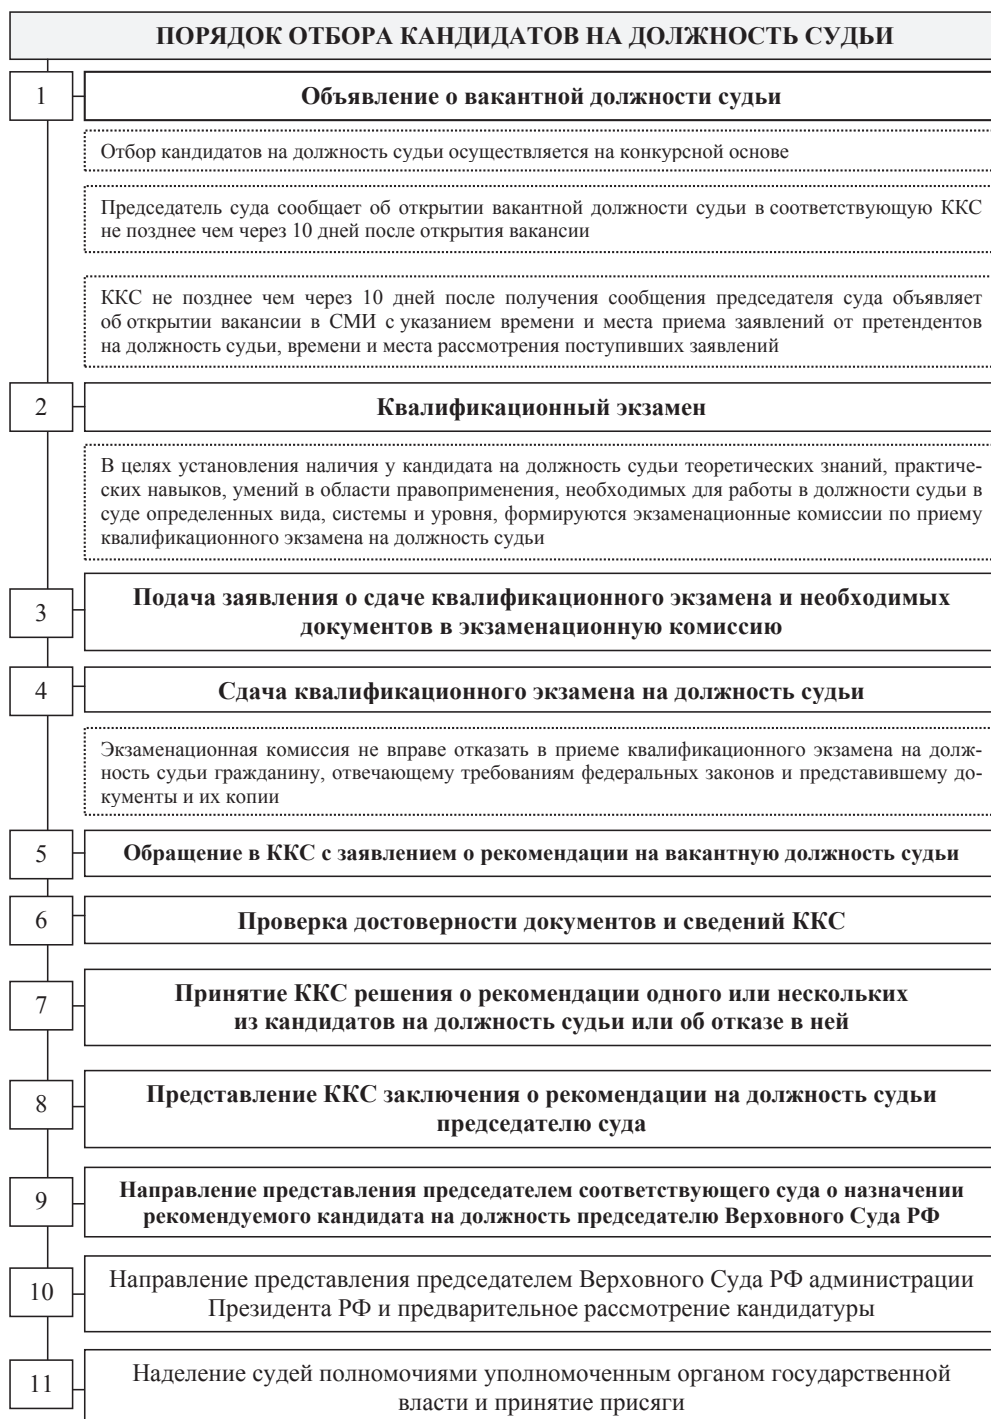 ПОРЯДОК ОТБОРА КАНДИДАТОВ НА ДОЛЖНОСТЬ СУДЬИ
1
Объявление о вакантной должности судьи
Отбор кандидатов на должность судьи осуществляется на конкурсной основе
Председатель суда сообщает об открытии вакантной должности судьи в соответствующую ККС
не позднее чем через 10 дней после открытия вакансии
ККС не позднее чем через 10 дней после получения сообщения председателя суда объявляет
об открытии вакансии в СМИ с указанием времени и места приема заявлений от претендентов
на должность судьи, времени и места рассмотрения поступивших заявлений
2
Квалификационный экзамен
В целях установления наличия у кандидата на должность судьи теоретических знаний, практиче-
ских навыков, умений в области правоприменения, необходимых для работы в должности судьи в
суде определенных вида, системы и уровня, формируются экзаменационные комиссии по приему
квалификационного экзамена на должность судьи
3
Подача заявления о сдаче квалификационного экзамена и необходимых
документов в экзаменационную комиссию
4
Сдача квалификационного экзамена на должность судьи
Экзаменационная комиссия не вправе отказать в приеме квалификационного экзамена на долж-
ность судьи гражданину, отвечающему требованиям федеральных законов и представившему до-
кументы и их копии
5
Обращение в ККС с заявлением о рекомендации на вакантную должность судьи
6
Проверка достоверности документов и сведений ККС
7
Принятие ККС решения о рекомендации одного или нескольких
из кандидатов на должность судьи или об отказе в ней
8
Представление ККС заключения о рекомендации на должность судьи
председателю суда
9
Направление представления председателем соответствующего суда о назначении
рекомендуемого кандидата на должность председателю Верховного Суда РФ
10
Направление представления председателем Верховного Суда РФ администрации
Президента РФ и предварительное рассмотрение кандидатуры
11
Наделение судей полномочиями уполномоченным органом государственной
власти и принятие присяги